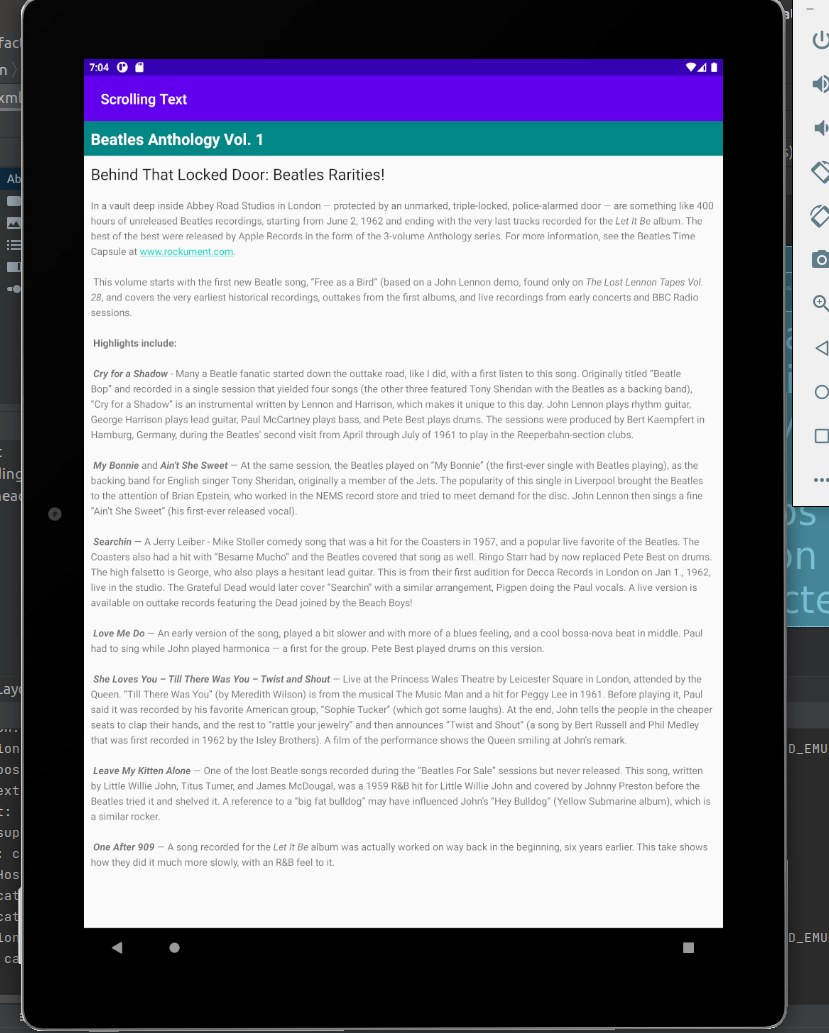 7:04
Scrolling Text
Beatles Anthology Vol. 1
Behind That Locked Door: Beatles Rarities!
In a vault deep inside Abbey Road Studios in London — protected by an unmarked, triple-locked, police-alarmed door — are something like 400
hours of unreleased Beatles recordings, starting from June 2, 1962 and ending with the very last tracks recorded for the Let It Be album. The
best of the best were released by Apple Records in the form of the 3-volume Anthology series. For more information, see the Beatles Time
Capsule at www.rockument.com.
This volume starts with the first new Beatle song, “Free as a Bird” (based on a John Lennon demo, found only on The Lost Lennon Tapes Vol.
28, and covers the very earliest historical recordings, outtakes from the first albums, and live recordings from early concerts and BBC Radio
sessions.
Highlights include:
Cry for a Shadow - Many a Beatle fanatic started down the outtake road, like I did, with a first listen to this song. Originally titled “Beatle
Bop” and recorded in a single session that yielded four songs (the other three featured Tony Sheridan with the Beatles as a backing band),
“Cry for a Shadow” is an instrumental written by Lennon and Harrison, which makes it unique to this day. John Lennon plays rhythm guitar,
George Harrison plays lead guitar, Paul McCartney plays bass, and Pete Best plays drums. The sessions were produced by Bert Kaempfert in
Hamburg, Germany, during the Beatles’ second visit from April through July of 1961 to play in the Reeperbahn-section clubs.
My Bonnie and Ain’t She Sweet — At the same session, the Beatles played on “My Bonnie” (the first-ever single with Beatles playing), as the
backing band for English singer Tony Sheridan, originally a member of the Jets. The popularity of this single in Liverpool brought the Beatles
to the attention of Brian Epstein, who worked in the NEMS record store and tried to meet demand for the disc. John Lennon then sings a fine
“Ain’t She Sweet” (his first-ever released vocal).
Searchin — A Jerry Leiber - Mike Stoller comedy song that was a hit for the Coasters in 1957, and a popular live favorite of the Beatles. The
Coasters also had a hit with “Besame Mucho” and the Beatles covered that song as well. Ringo Starr had by now replaced Pete Best on drums.
The high falsetto is George, who also plays a hesitant lead guitar. This is from their first audition for Decca Records in London on Jan 1., 1962,
live in the studio. The Grateful Dead would later cover “Searchin” with a similar arrangement, Pigpen doing the Paul vocals. A live version is
available on outtake records featuring the Dead joined by the Beach Boys!
Love Me Do — An early version of the song, played a bit slower and with more of a blues feeling, and a cool bossa-nova beat in middle. Paul
had to sing while John played harmonica — a first for the group. Pete Best played drums on this version.
She Loves You – Till There Was You – Twist and Shout — Live at the Princess Wales Theatre by Leicester Square in London, attended by the
Queen. “Till There Was You” (by Meredith Wilson) is from the musical The Music Man and a hit for Peggy Lee in 1961. Before playing it, Paul
said it was recorded by his favorite American group, “Sophie Tucker” (which got some laughs). At the end, John tells the people in the cheaper
seats to clap their hands, and the rest to “rattle your jewelry” and then announces “Twist and Shout” (a song by Bert Russell and Phil Medley
that was first recorded in 1962 by the Isley Brothers). A film of the performance shows the Queen smiling at John’s remark.
Leave My Kitten Alone — One of the lost Beatle songs recorded during the “Beatles For Sale” sessions but never released. This song, written
by Little Willie John, Titus Turner, and James McDougal, was a 1959 R&B hit for Little Willie John and covered by Johnny Preston before the
Beatles tried it and shelved it. A reference to a “big fat bulldog” may have influenced John’s “Hey Bulldog” (Yellow Submarine album), which is
a similar rocker.
One After 909 — A song recorded for the Let It Be album was actually worked on way back in the beginning, six years earlier. This take shows
how they did it much more slowly, with an R&B feel to it.